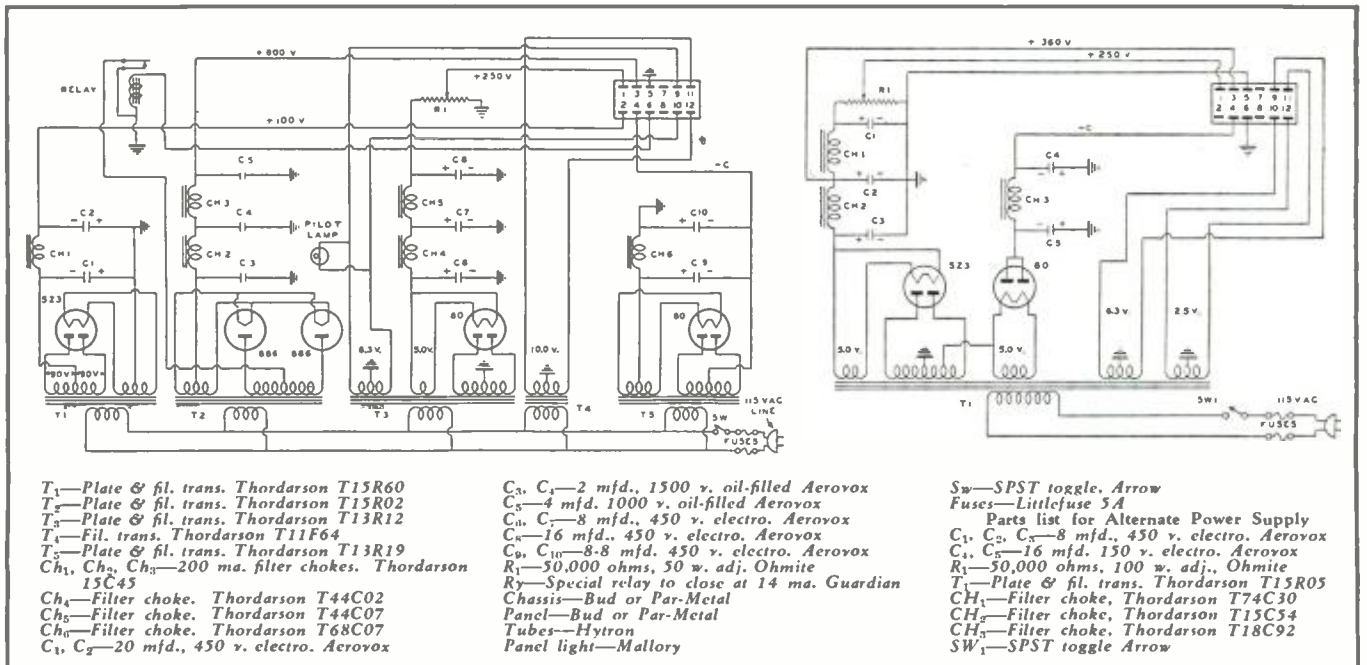 RELAY
+800 V
+250V
R1
+100V
1 3 5 7 9 11
2 4 6 8 10 12
-C
C5
C2
CH3
C4
CH1
C1
CH2
C3
PILOT
LAMP
C8
CH5
C7
CH4
C6
C10
CH6
C9
5Z3
866
866
6.3 V.
5.0V.
80
10.0 V.
80
80V
80V
T1
T2
T3
T4
T5
SW
FUSES
115VAC
LINE
+ 360V
+ 250V
R1
C1
CH1
C2
CH2
C3
1 3 5 7 9 11
2 4 6 8 10 12
-C
C4
CH3
C5
5Z3
80
5.0V.
5.0V.
6.3 V.
2.5 V.
T1
SW1
115VAC
FUSES
T1—Plate & fil. trans. Thordarson T15R60
T2—Plate & fil. trans. Thordarson T15R02
T3—Plate & fil. trans. Thordarson T13R12
T4—Fil. trans. Thordarson T11F64
T5—Plate & fil. trans. Thordarson T13R19
Ch1, Ch2, Ch3—200 ma. filter chokes. Thordarson
15C45
Ch4—Filter choke. Thordarson T44C02
Ch5—Filter choke. Thordarson T44C07
Ch6—Filter choke. Thordarson T68C07
C1, C2—20 mfd., 450 v. electro. Aerovox
C3, C4—2 mfd., 1500 v. oil-filled Aerovox
C5—4 mfd. 1000 v. oil-filled Aerovox
C6, C7—8 mfd., 450 v. electro. Aerovox
C8—16 mfd., 450 v. electro. Aerovox
C9, C10—8-8 mfd. 450 v. electro. Aerovox
R1—50,000 ohms, 50 w. adj. Ohmite
Ry—Special relay to close at 14 ma. Guardian
Chassis—Bud or Par-Metal
Panel—Bud or Par-Metal
Tubes—Hytron
Panel light—Mallory
Sw—SPST toggle. Arrow
Fuses—Littlefuse 5A
Parts list for Alternate Power Supply
C1, C2, C3—8 mfd., 450 v. electro. Aerovox
C4, C5—16 mfd. 150 v. electro. Aerovox
R1—50,000 ohms, 100 w. adj., Ohmite
T1—Plate & fil. trans. Thordarson T15R05
CH1—Filter choke, Thordarson T74C30
CH2—Filter choke, Thordarson T15C54
CH3—Filter choke, Thordarson T18C92
SW1—SPST toggle Arrow